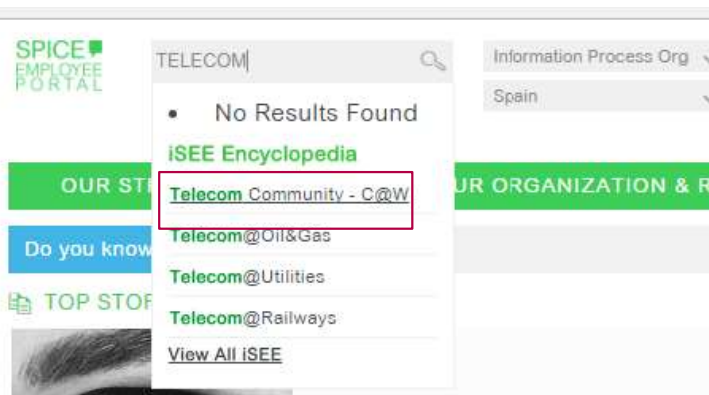 SPICE
EMPLOYEE
PORTAL
TELECOM
Information Process Org
Spain
No Results Found
iSEE Encyclopedia
OUR ST
UR ORGANIZATION & R
Telecom Community - C@W
Telecom@Oil&Gas
Do you know
Telecom@Utilities
TOP STOR
Telecom@Railways
View All iSEE